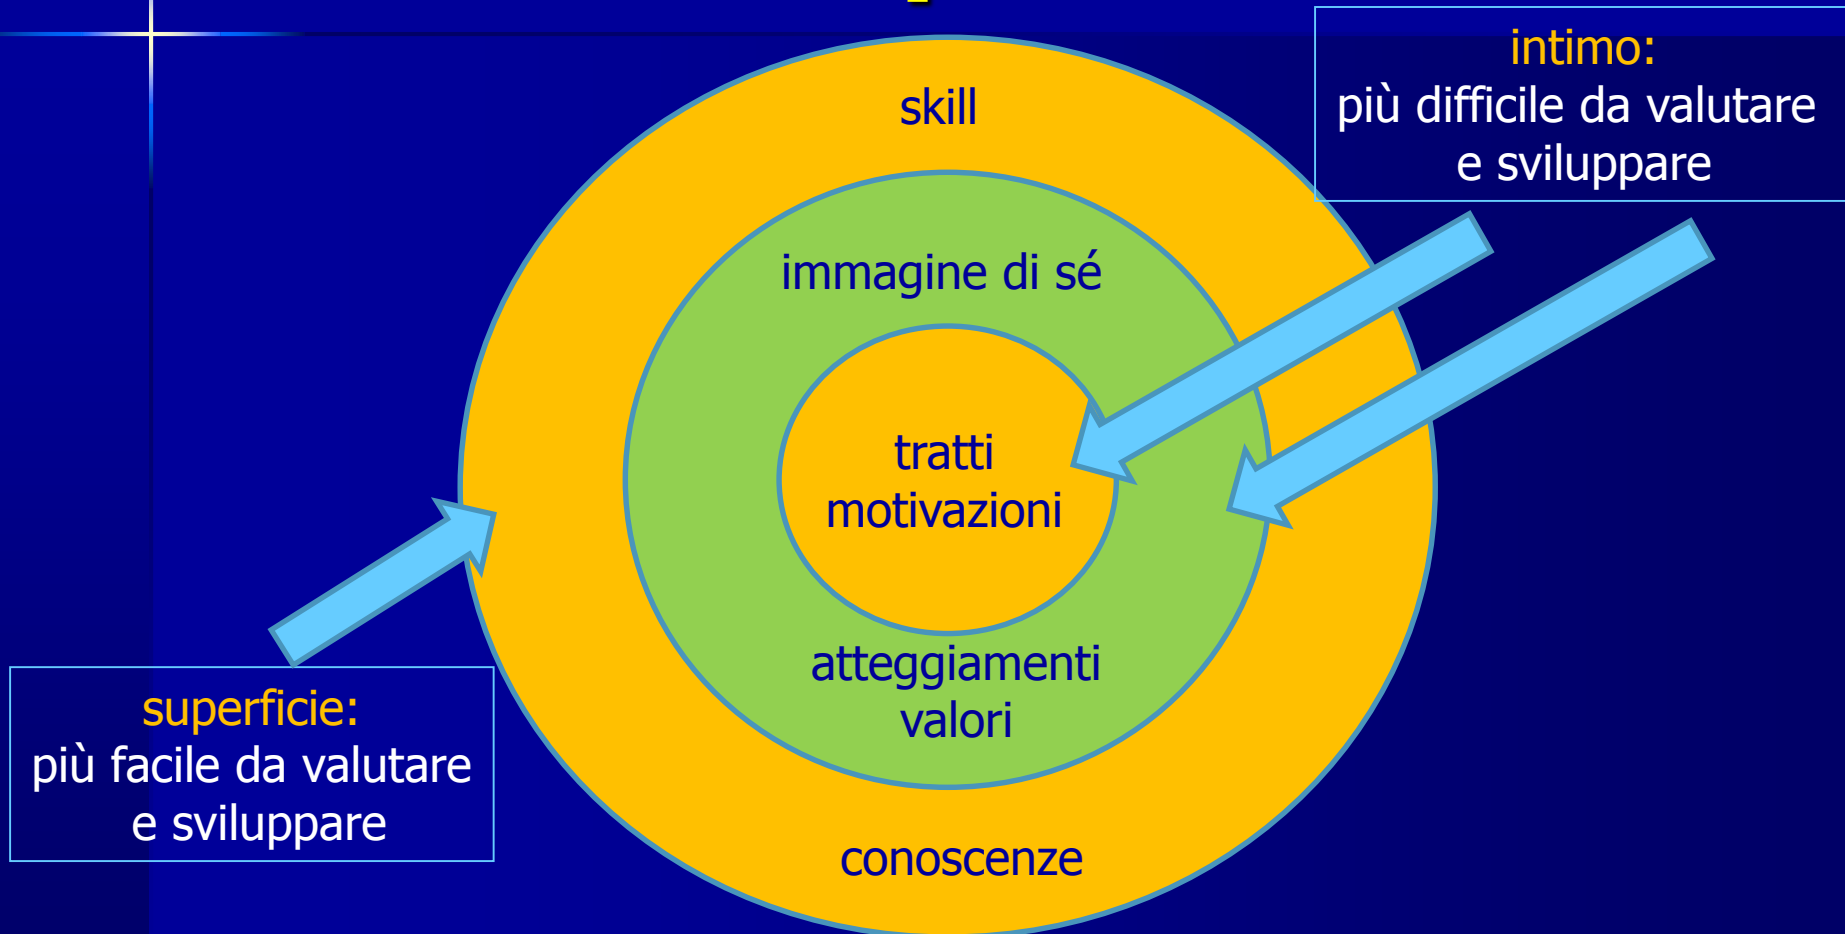 intimo:
più difficile da valutare
e sviluppare
skill
immagine di sé
tratti
motivazioni
atteggiamenti
valori
conoscenze
superficie:
più facile da valutare
e sviluppare